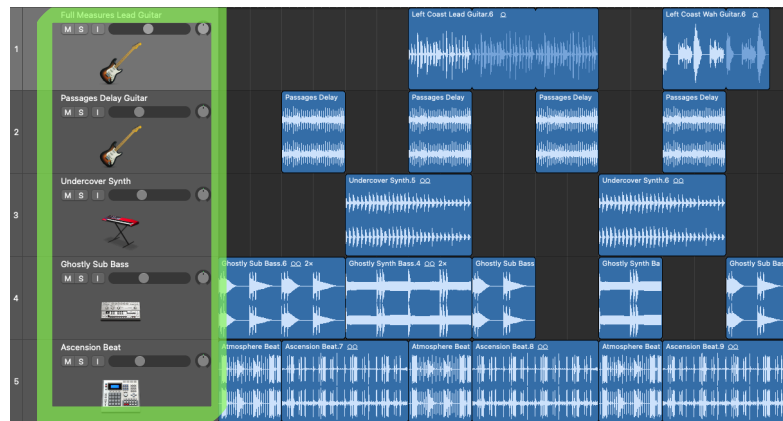 Full Measures Lead Guitar
M S I
1
Left Coast Lead Guitar.6
Left Coast Wah Guitar.6
Passages Delay Guitar
M S I
2
Passages Delay
Passages Delay
Passages Delay
Passages Delay
Undercover Synth
M S I
3
Undercover Synth.5
Undercover Synth.6
Ghostly Sub Bass
M S I
4
Ghostly Sub Bass.6 2×
Ghostly Synth Bass.4 2×
Ghostly Sub Bass
Ghostly Synth Ba
Ghostly Sub Bas
Ascension Beat
M S I
5
Atmosphere Beat
Ascension Beat.7
Atmosphere Beat
Ascension Beat.8
Atmosphere Beat
Ascension Beat.9